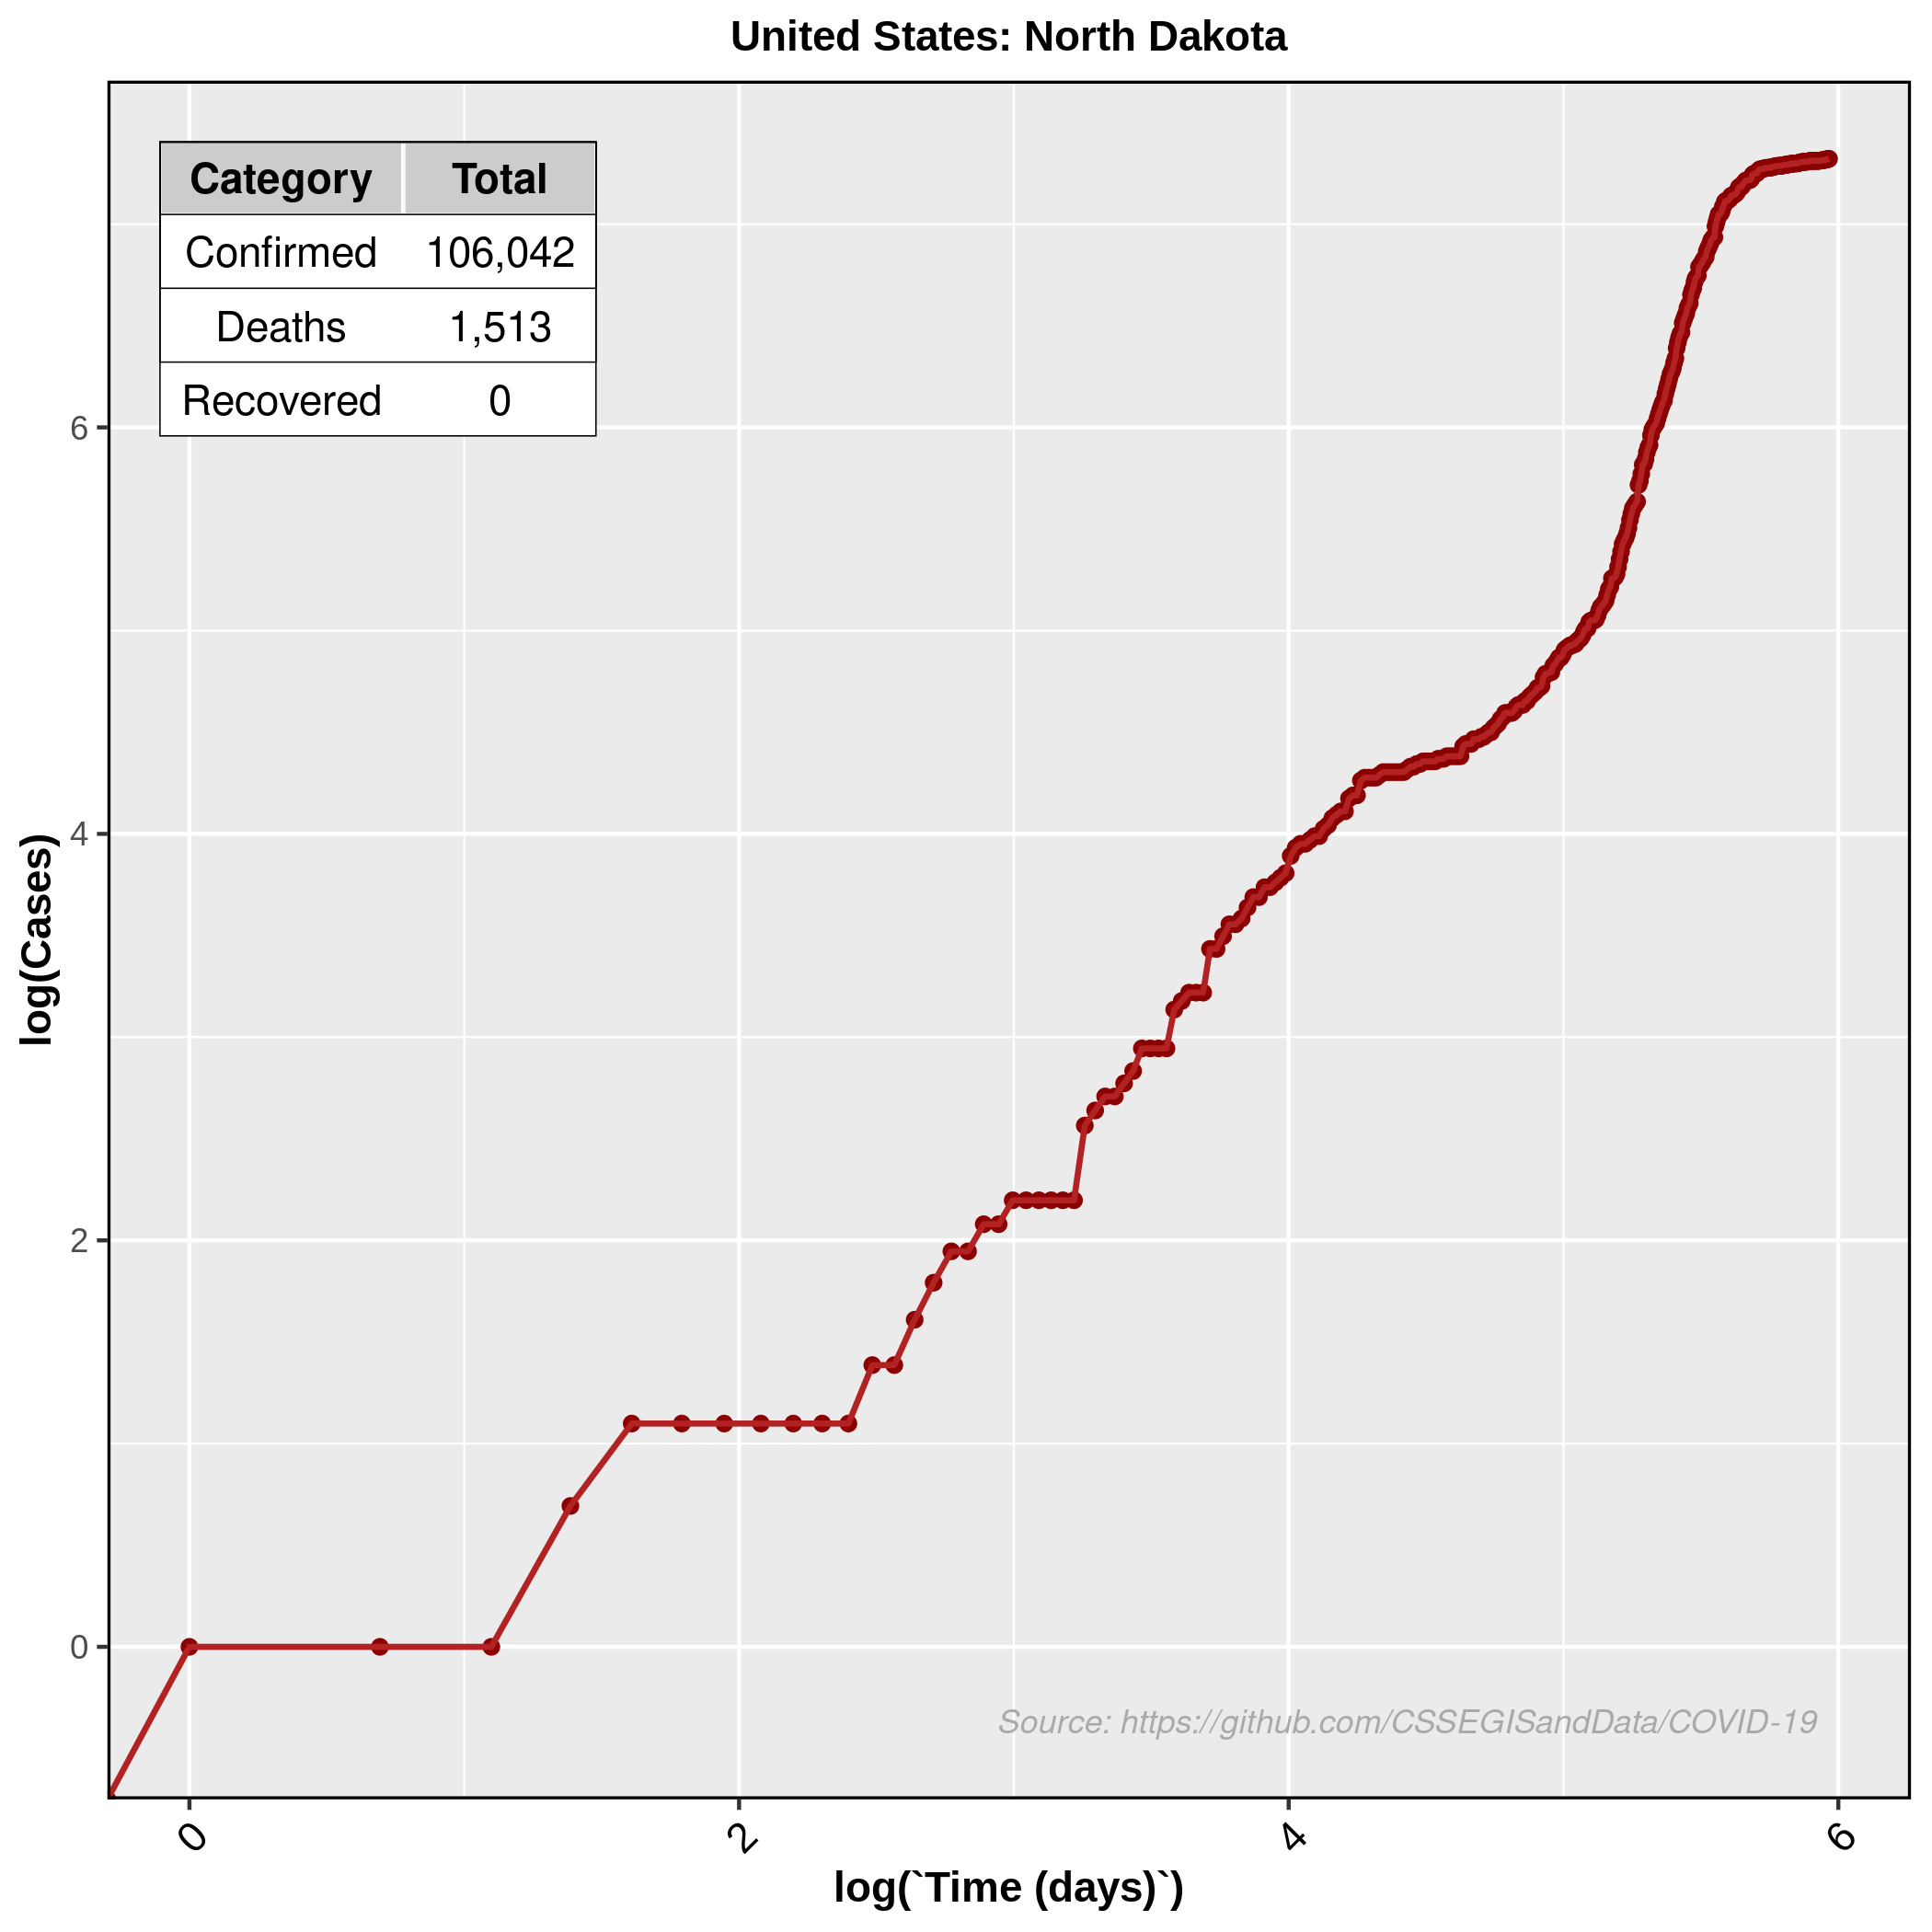 United States: North Dakota
Category Total
Confirmed 106,042
Deaths 1,513
Recovered 0
6
4
2
0
log(Cases)
Source: https://github.com/CSSEGISandData/COVID-19
0 2 4 6
log(`Time (days)`)